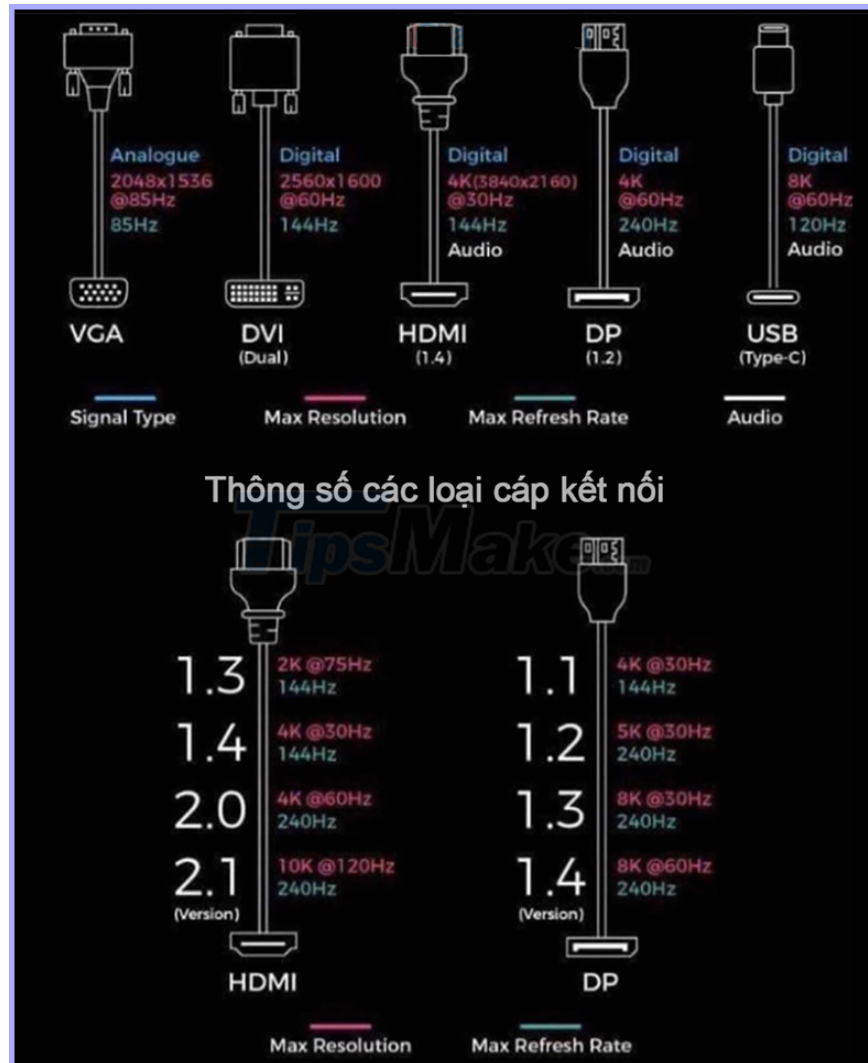 Analogue
2048x1536
@85Hz
85Hz
VGA
Digital
2560x1600
@60Hz
144Hz
DVI
(Dual)
Digital
4K(3840x2160)
@30Hz
144Hz
Audio
HDMI
(1.4)
Digital
4K
@60Hz
240Hz
Audio
DP
(1.2)
Digital
8K
@60Hz
120Hz
Audio
USB
(Type-C)
Signal Type
Max Resolution
Max Refresh Rate
Audio
Thông số các loại cáp kết nối
TipsMake.com
1.3
2K @75Hz
144Hz
1.4
4K @30Hz
144Hz
2.0
4K @60Hz
240Hz
2.1
(Version)
10K @120Hz
240Hz
HDMI
1.1
4K @30Hz
144Hz
1.2
5K @30Hz
240Hz
1.3
8K @30Hz
240Hz
1.4
(Version)
8K @60Hz
240Hz
DP
Max Resolution
Max Refresh Rate